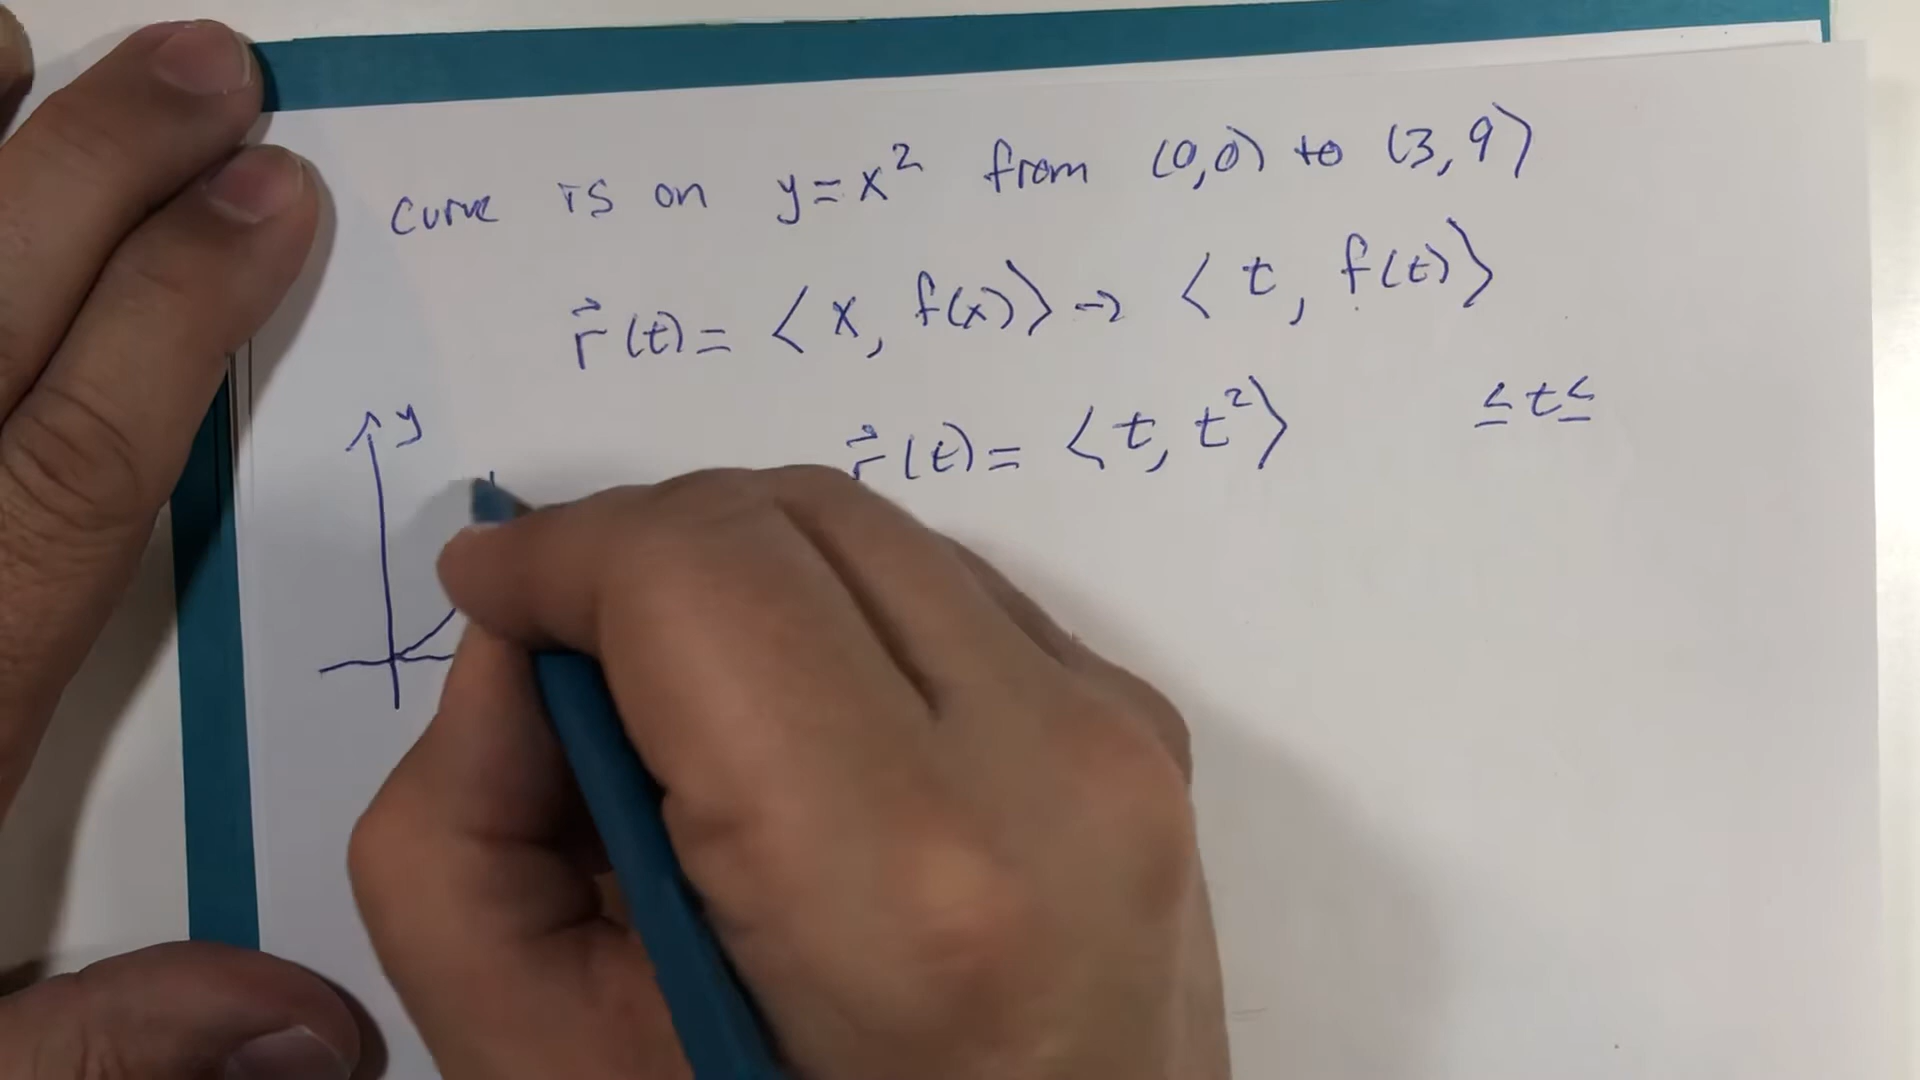 curve is on y=x² from (0,0) to (3,9)
r⃗(t)= ⟨x, f(x)⟩ → ⟨t, f(t)⟩
r⃗(t)= ⟨t, t²⟩ ≤t≤
y